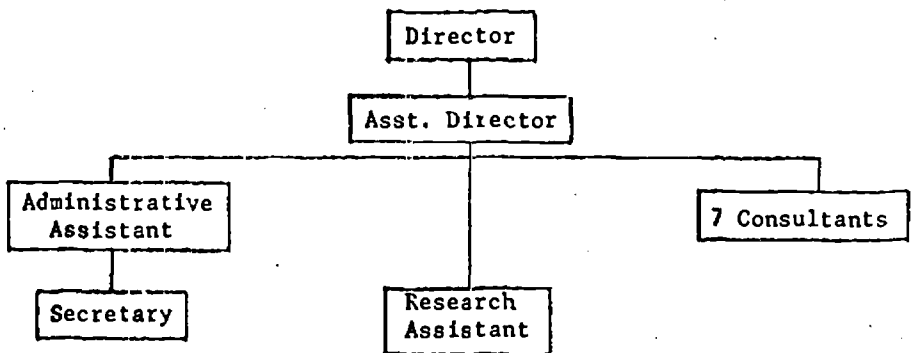 Director
Asst. Director
Administrative
Assistant
7 Consultants
Secretary
Research
Assistant